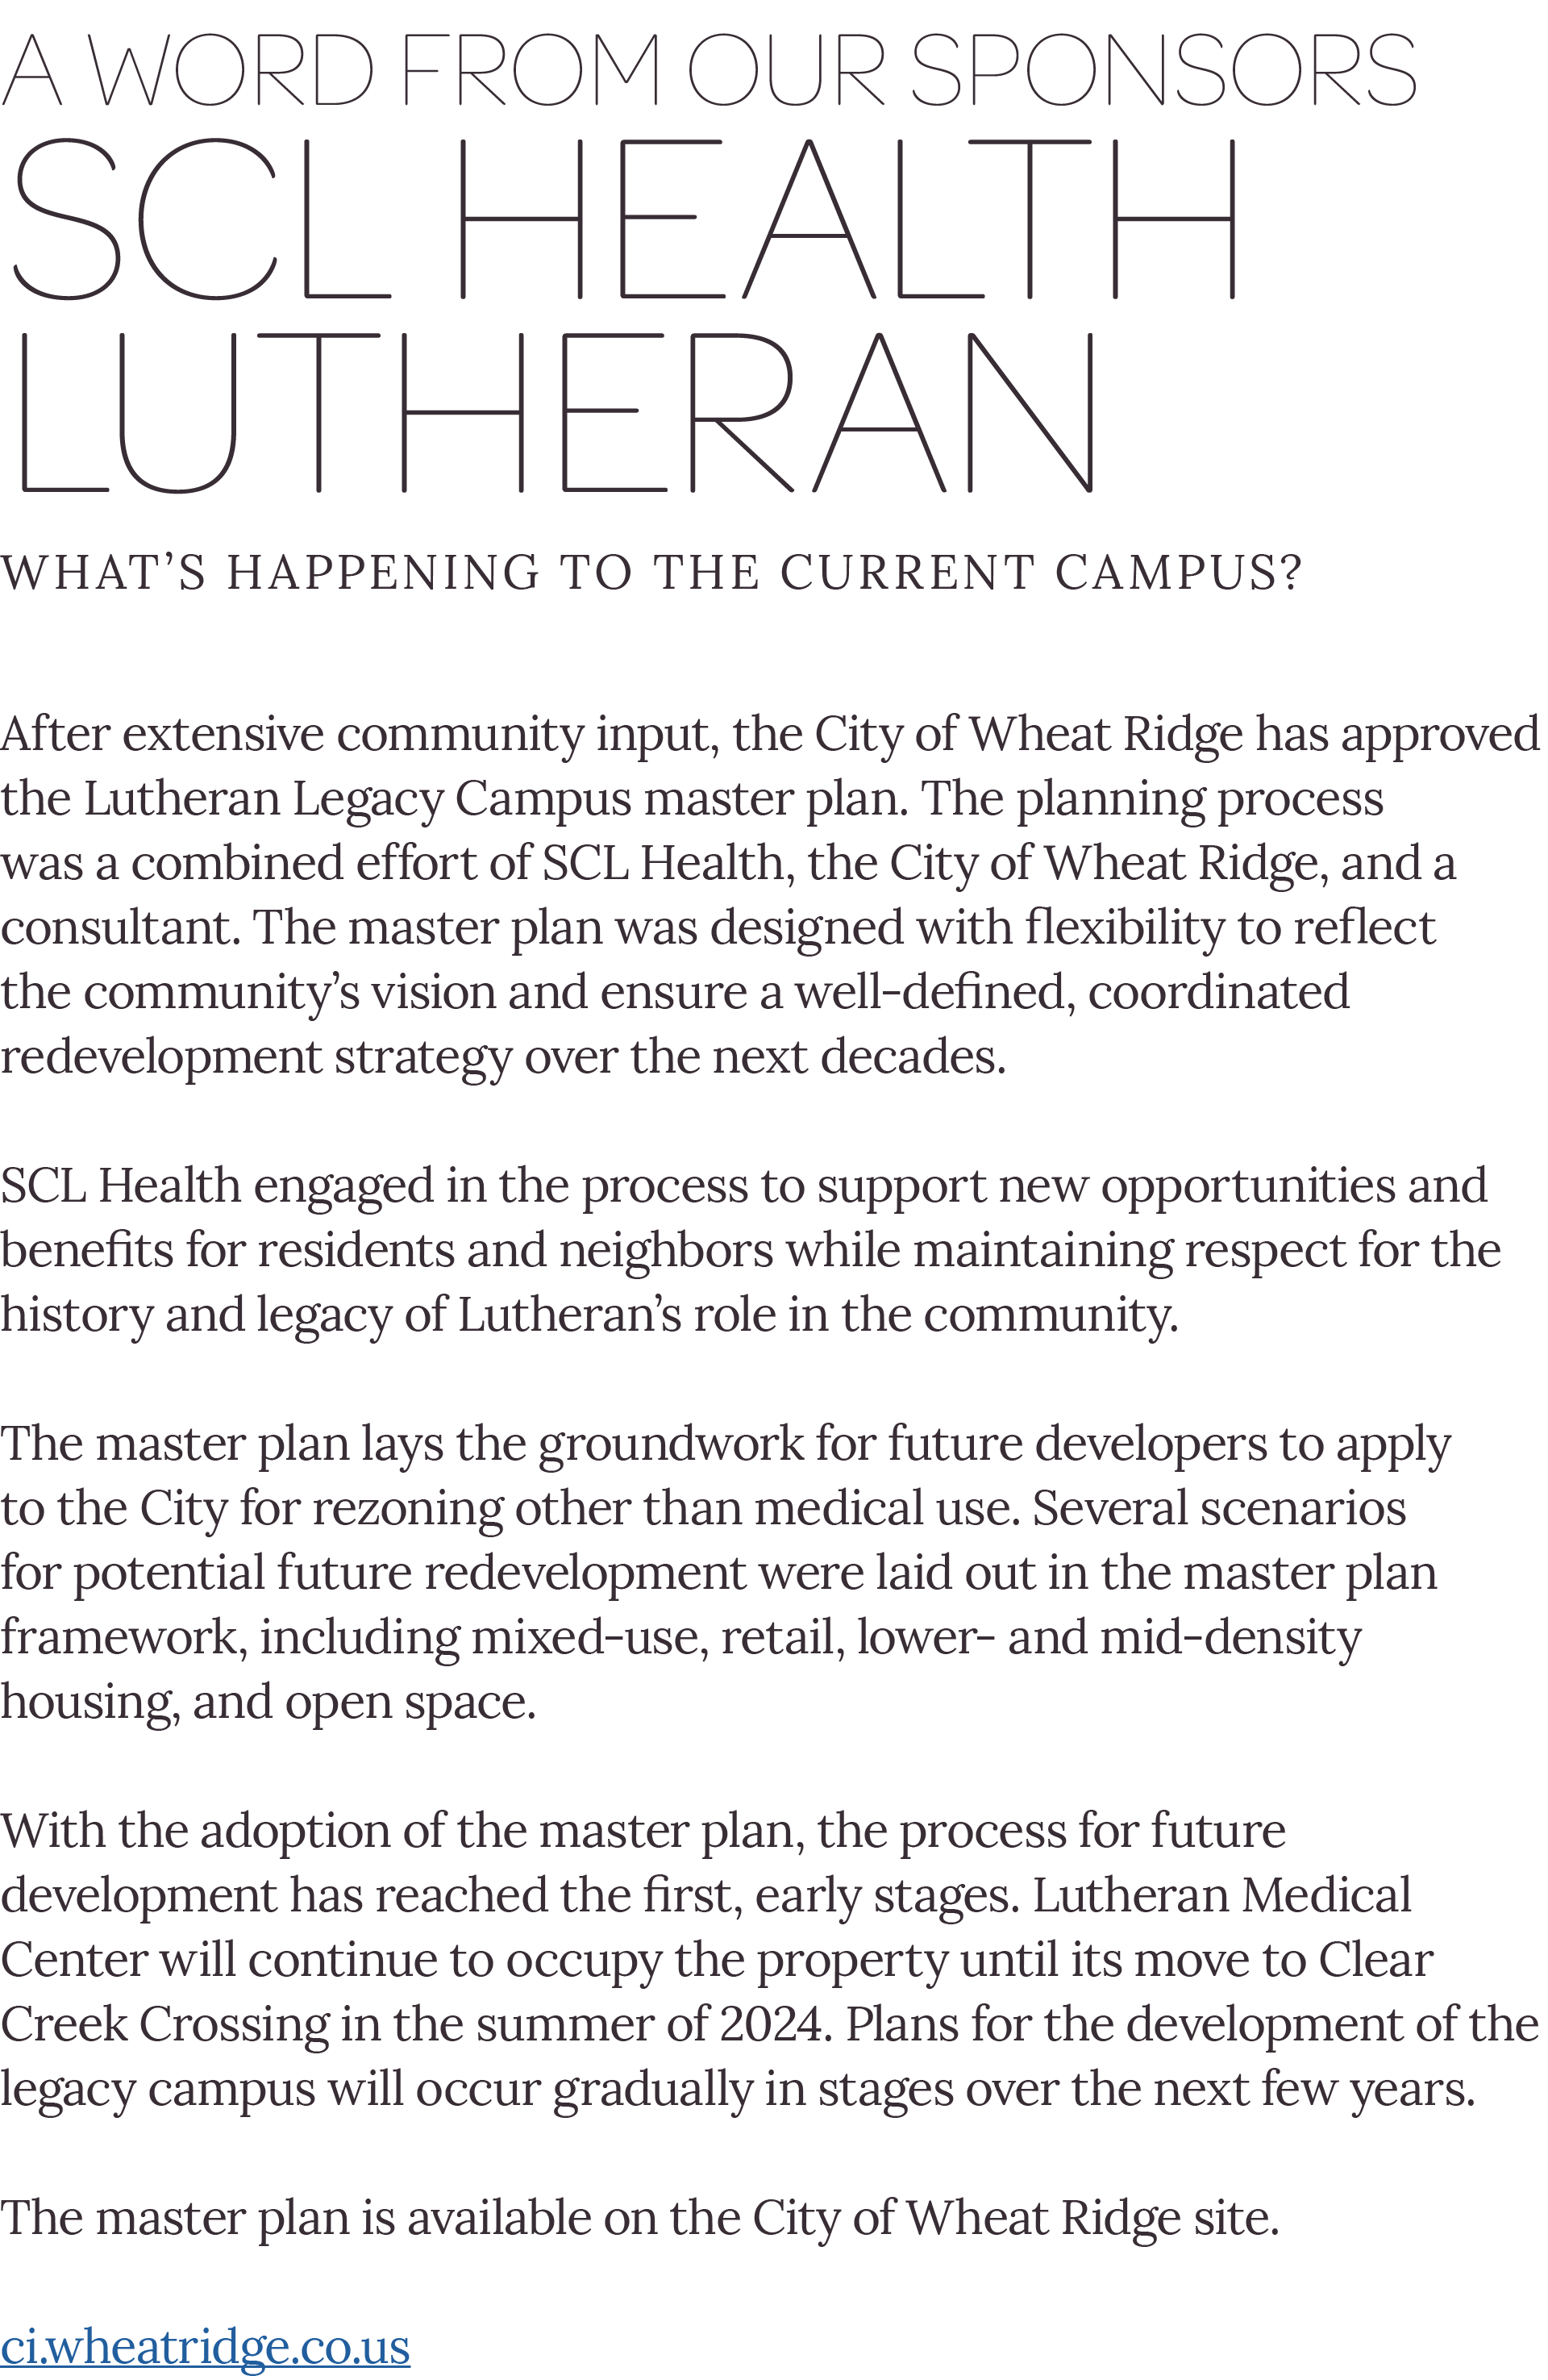 A WORD FROM OUR SPONSORS
SCL HEALTH
LUTHERAN
WHAT’S HAPPENING TO THE CURRENT CAMPUS?
After extensive community input, the City of Wheat Ridge has approved
the Lutheran Legacy Campus master plan. The planning process
was a combined effort of SCL Health, the City of Wheat Ridge, and a
consultant. The master plan was designed with flexibility to reflect
the community’s vision and ensure a well-defined, coordinated
redevelopment strategy over the next decades.
SCL Health engaged in the process to support new opportunities and
benefits for residents and neighbors while maintaining respect for the
history and legacy of Lutheran’s role in the community.
The master plan lays the groundwork for future developers to apply
to the City for rezoning other than medical use. Several scenarios
for potential future redevelopment were laid out in the master plan
framework, including mixed-use, retail, lower- and mid-density
housing, and open space.
With the adoption of the master plan, the process for future
development has reached the first, early stages. Lutheran Medical
Center will continue to occupy the property until its move to Clear
Creek Crossing in the summer of 2024. Plans for the development of the
legacy campus will occur gradually in stages over the next few years.
The master plan is available on the City of Wheat Ridge site.
ci.wheatridge.co.us